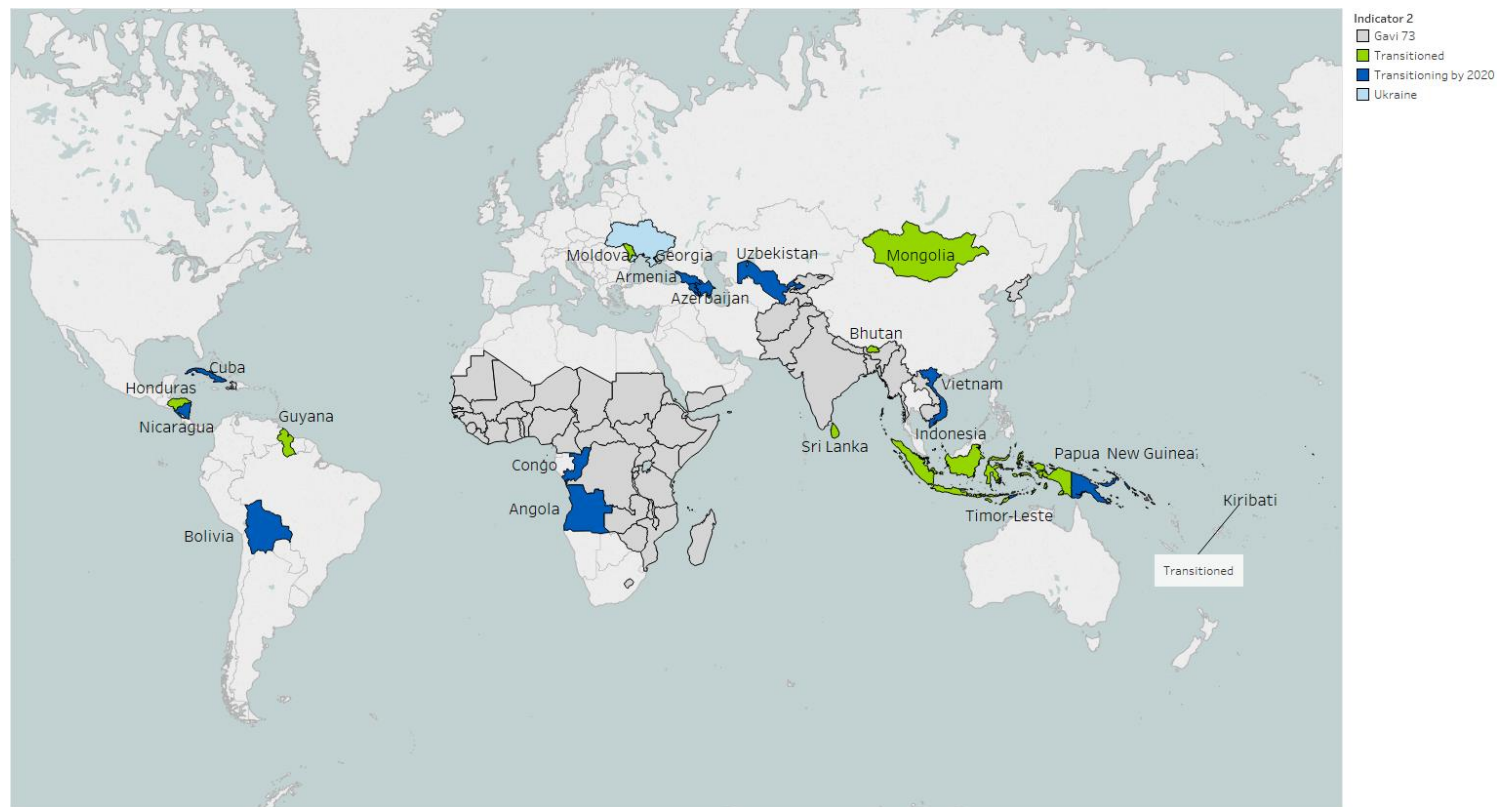 Indicator 2
Gavi 73
Transitioned
Transitioning by 2020
Ukraine
Moldova
Georgia
Uzbekistan
Mongolia
Armenia
Azerbaijan
Bhutan
Cuba
Honduras
Vietnam
Guyana
Nicaragua
Indonesia
Sri Lanka
Papua New Guinea
Congo
Kiribati
Angola
Timor-Leste
Bolivia
Transitioned